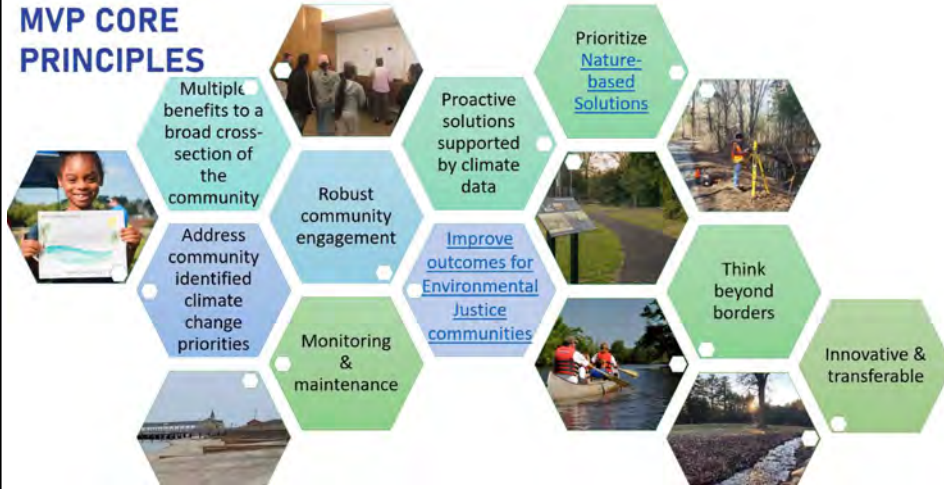 MVP CORE
PRINCIPLES
Multiple
benefits to a
broad cross-
section of
the
community
Proactive
solutions
supported
by climate
data
Prioritize
Nature-
based
Solutions
Robust
community
engagement
Address
community
identified
climate
change
priorities
Improve
outcomes for
Environmental
Justice
communities
Think
beyond
borders
Monitoring
&
maintenance
Innovative &
transferable